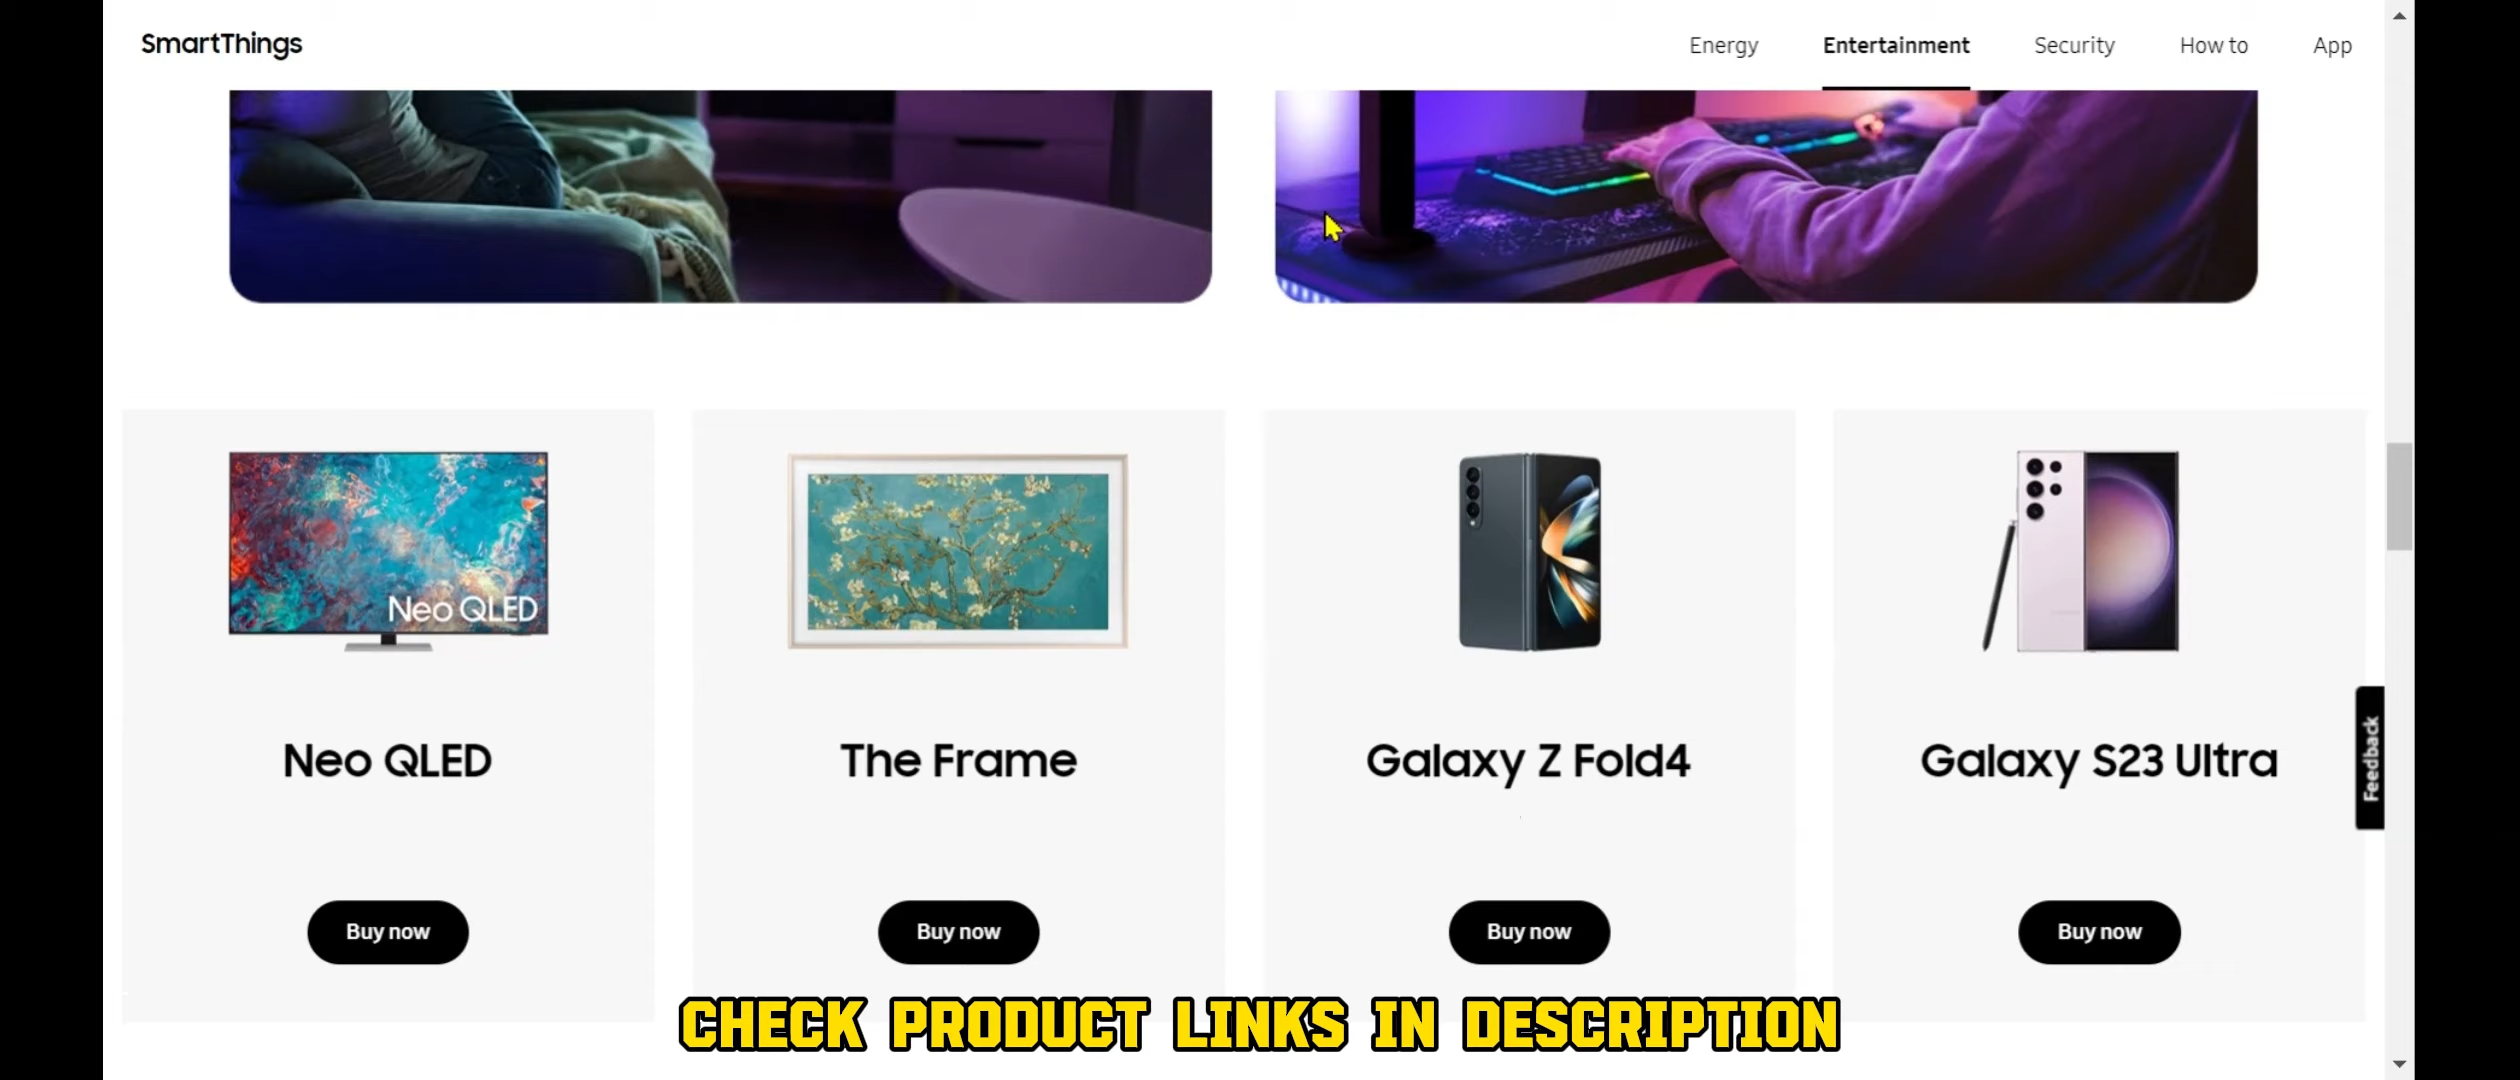 SmartThings
Energy Entertainment Security How to App
Neo QLED
Neo QLED The Frame Galaxy Z Fold4 Galaxy S23 Ultra
Feedback
Buy now Buy now Buy now Buy now
CHECK PRODUCT LINKS IN DESCRIPTION